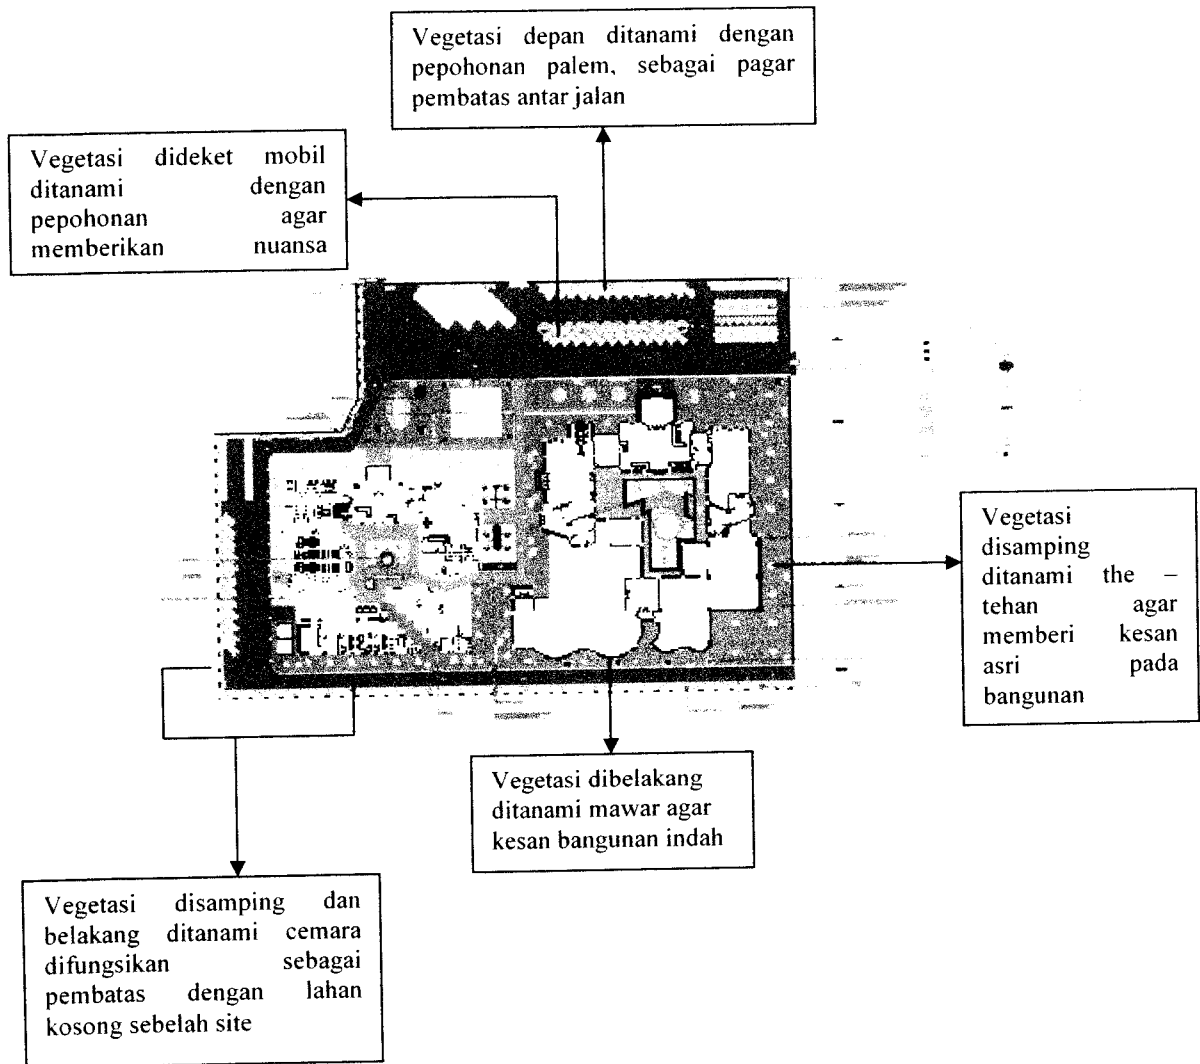 Vegetasi depan ditanami dengan
pepohonan palem, sebagai pagar
pembatas antar jalan
Vegetasi dideket mobil
ditanami dengan
pepohonan agar
memberikan nuansa
Vegetasi
disamping
ditanami the –
tehan agar
memberi kesan
asri pada
bangunan
Vegetasi dibelakang
ditanami mawar agar
kesan bangunan indah
Vegetasi disamping dan
belakang ditanami cemara
difungsikan sebagai
pembatas dengan lahan
kosong sebelah site